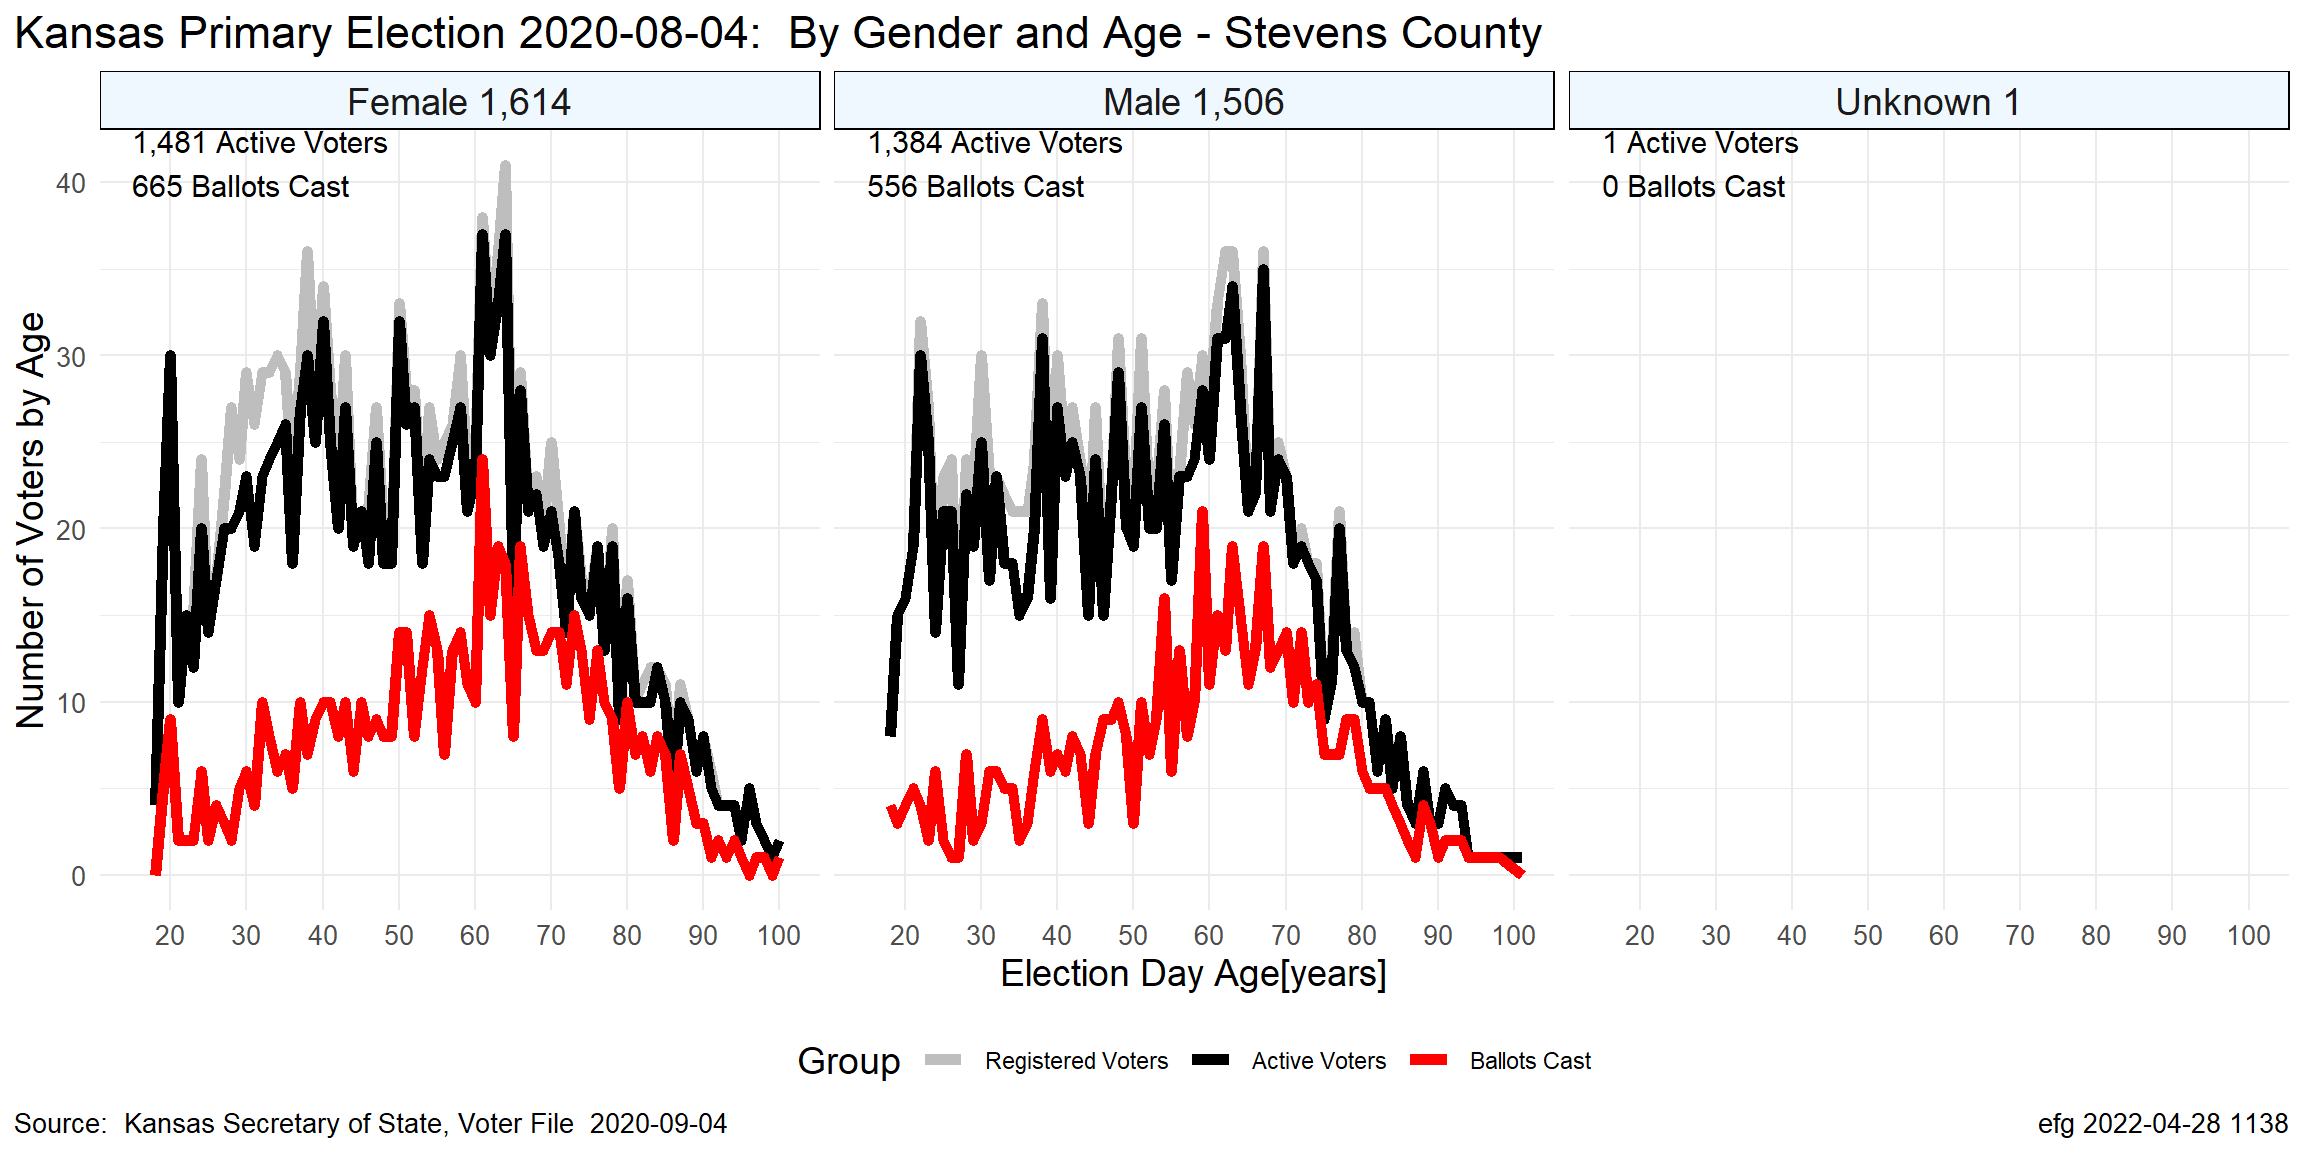 Kansas Primary Election 2020-08-04:  By Gender and Age - Stevens County
Female 1,614
Male 1,506
Unknown 1
1,481 Active Voters
665 Ballots Cast
1,384 Active Voters
556 Ballots Cast
1 Active Voters
0 Ballots Cast
Number of Voters by Age
40
30
20
10
0
20 30 40 50 60 70 80 90 100
20 30 40 50 60 70 80 90 100
20 30 40 50 60 70 80 90 100
Election Day Age[years]
Group Registered Voters Active Voters Ballots Cast
Source:  Kansas Secretary of State, Voter File  2020-09-04
efg 2022-04-28 1138